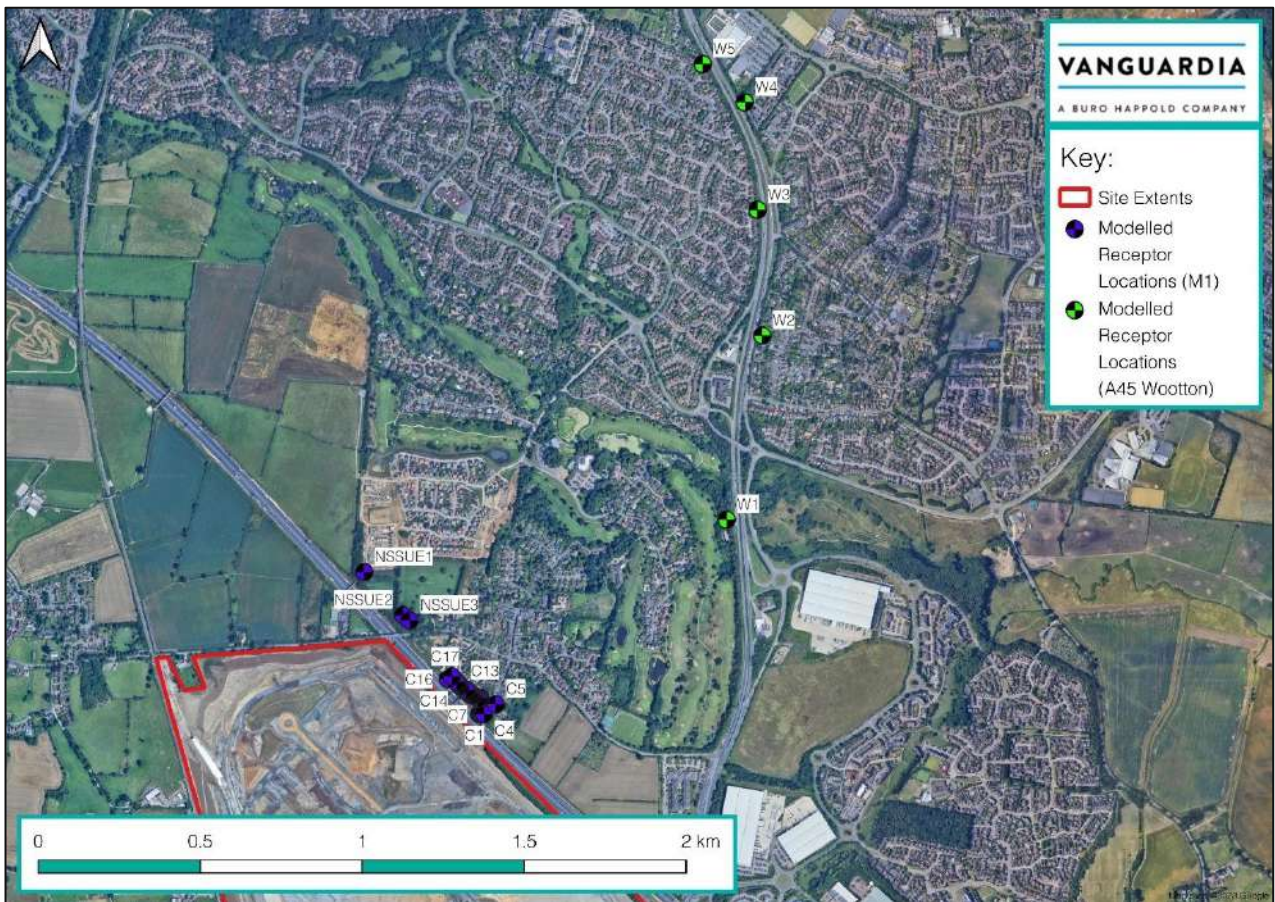 W5
W4
W3
W2
W1
NSSUE1
NSSUE2
NSSUE3
C17
C16
C13
C14
C5
C7
C4
C1
VANGUARDIA
A BURO HAPPOLD COMPANY
Key:
Site Extents
Modelled
Receptor
Locations (M1)
Modelled
Receptor
Locations
(A45 Wootton)
0 0.5 1 1.5 2 km